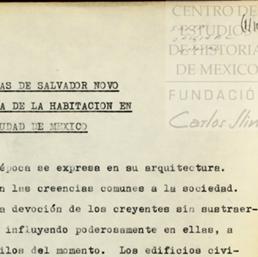 CENTRO DE
ESTUDIOS
DE HISTORIA
DE MEXICO
FUNDACIÓN
Carlos Slim
AS DE SALVADOR NOVO
A DE LA HABITACION EN
UDAD DE MEXICO
época se expresa en su arquitectura.
n las creencias comunes a la sociedad.
a devoción de los creyentes sin sustraer-
influyendo poderosamente en ellas, a
ilos del momento. Los edificios civi-